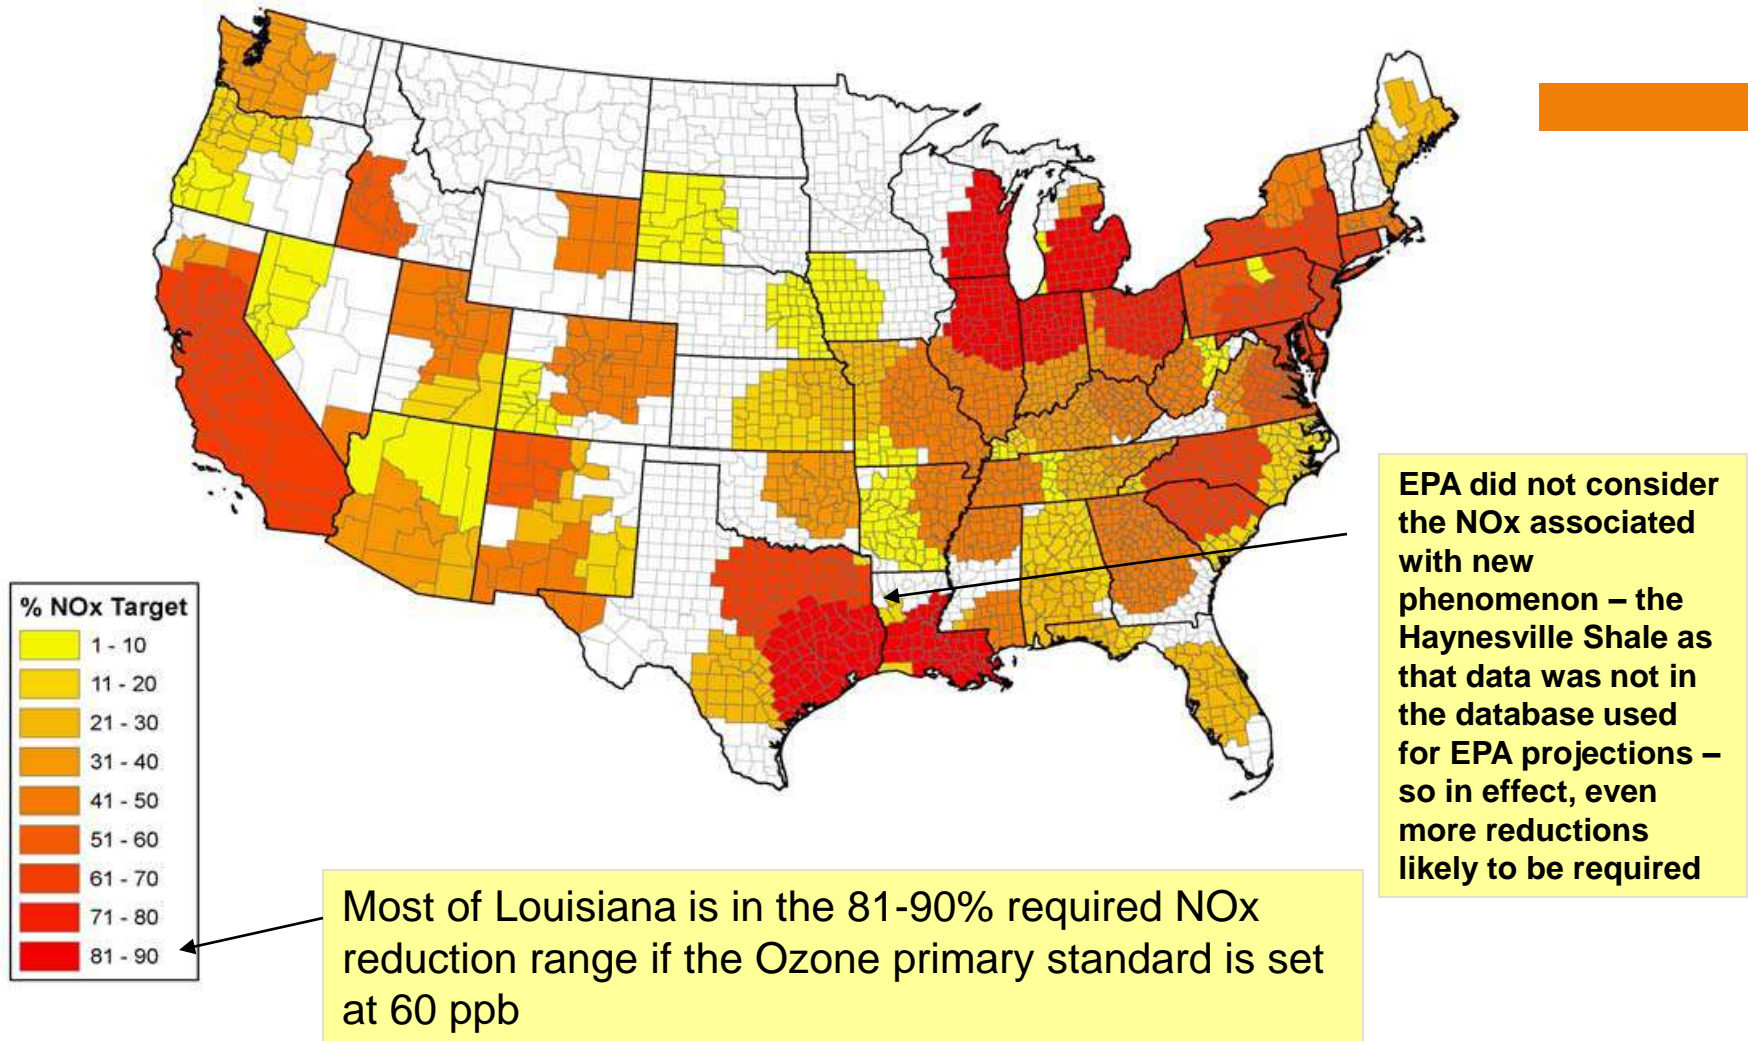 % NOx Target
1 - 10
11 - 20
21 - 30
31 - 40
41 - 50
51 - 60
61 - 70
71 - 80
81 - 90
EPA did not consider
the NOx associated
with new
phenomenon – the
Haynesville Shale as
that data was not in
the database used
for EPA projections –
so in effect, even
more reductions
likely to be required
Most of Louisiana is in the 81-90% required NOx
reduction range if the Ozone primary standard is set
at 60 ppb